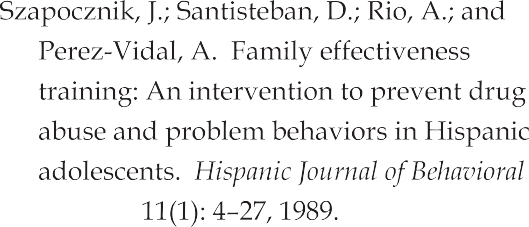 Szapocznik, J.; Santisteban, D.; Rio, A.; and
Perez-Vidal, A. Family effectiveness
training: An intervention to prevent drug
abuse and problem behaviors in Hispanic
adolescents. Hispanic Journal of Behavioral
11(1): 4–27, 1989.